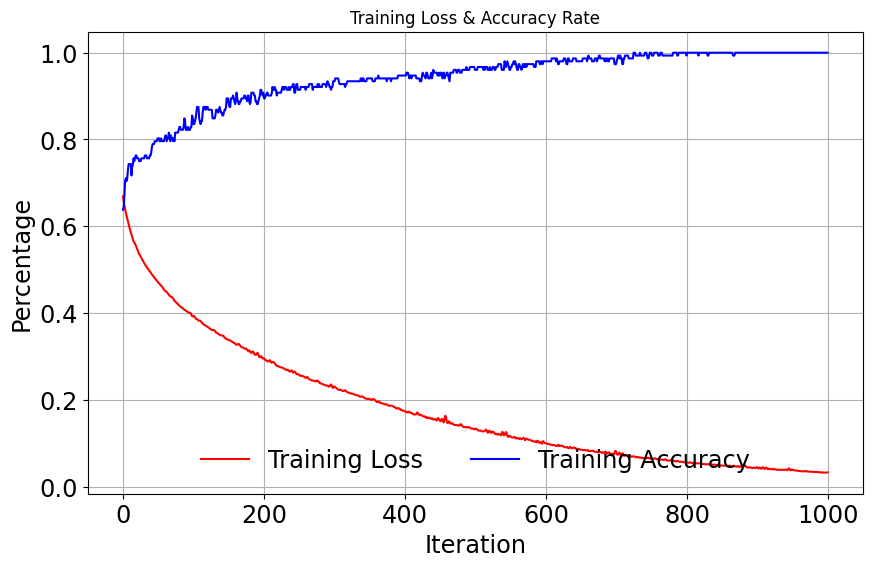 Training Loss & Accuracy Rate
1.0
0.8
0.6
0.4
0.2
0.0
Percentage
Training Loss
Training Accuracy
0 200 400 600 800 1000
Iteration